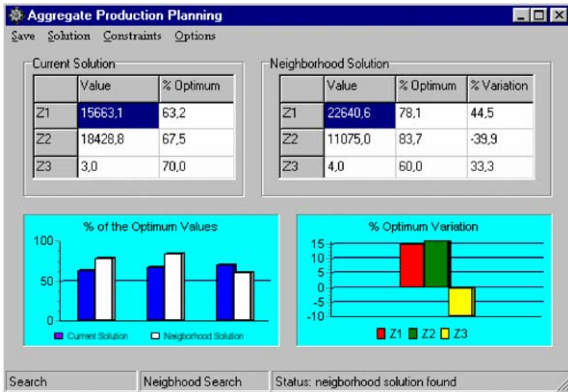 Aggregate Production Planning
Save Solution Constraints Options
Current Solution
Value % Optimum
Z1 15663,1 63,2
Z2 18428,8 67,5
Z3 3,0 70,0
Neighborhood Solution
Value % Optimum % Variation
Z1 22640,6 78,1 44,5
Z2 11075,0 83,7 -39,9
Z3 4,0 60,0 33,3
% of the Optimum Values
100
50
0
Current Solution Neigborhood Solution
% Optimum Variation
15
10
5
0
-5
-10
Z1 Z2 Z3
Search Neigbhood Search Status: neigborhood solution found